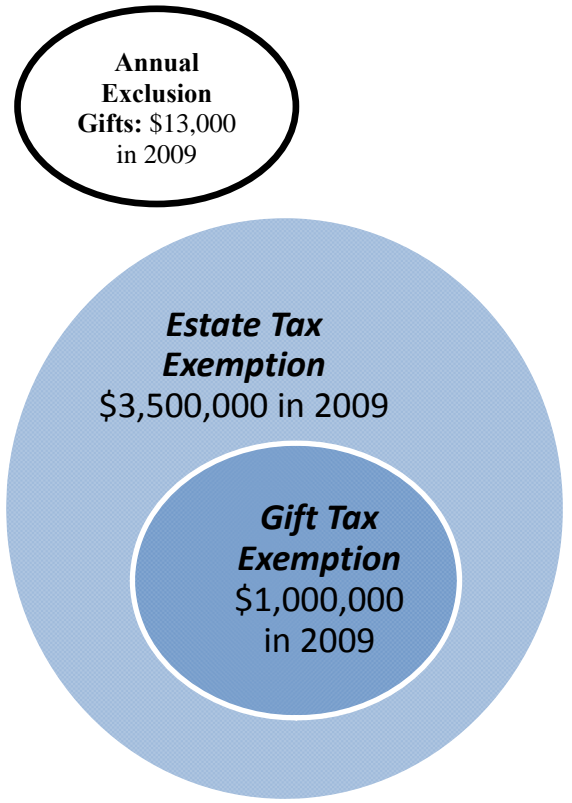 Annual
Exclusion
Gifts: $13,000
in 2009
Estate Tax
Exemption
$3,500,000 in 2009
Gift Tax
Exemption
$1,000,000
in 2009